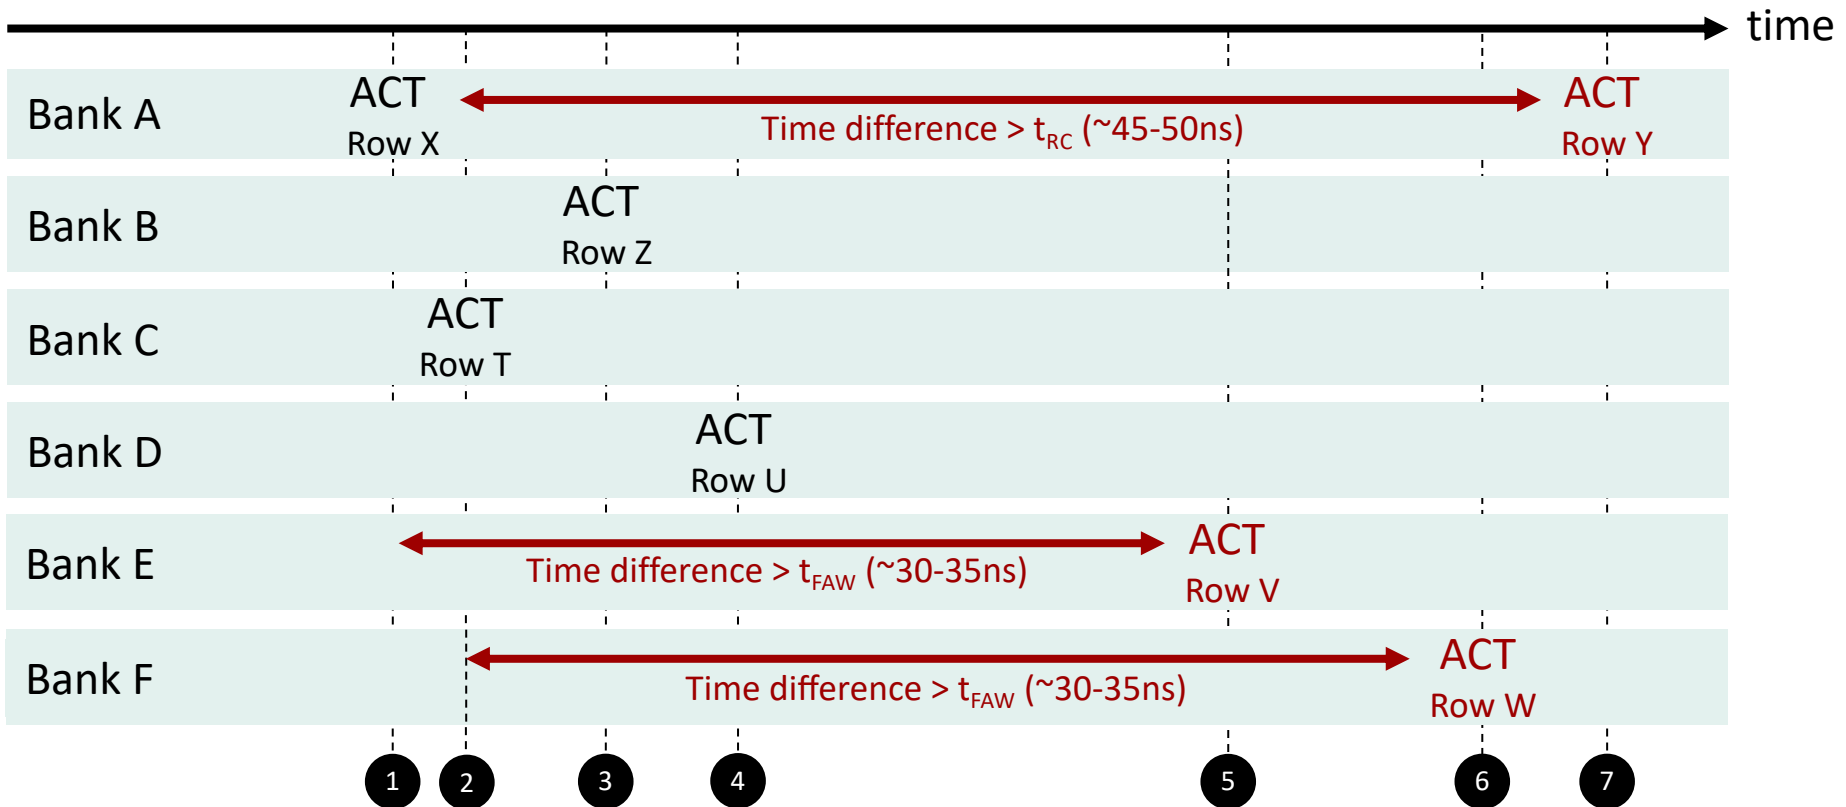 time
Bank A
ACT
Row X
Time difference > tRC (~45-50ns)
ACT
Row Y
Bank B
ACT
Row Z
Bank C
ACT
Row T
Bank D
ACT
Row U
Bank E
Time difference > tFAW (~30-35ns)
ACT
Row V
Bank F
Time difference > tFAW (~30-35ns)
ACT
Row W
1 2 3 4 5 6 7